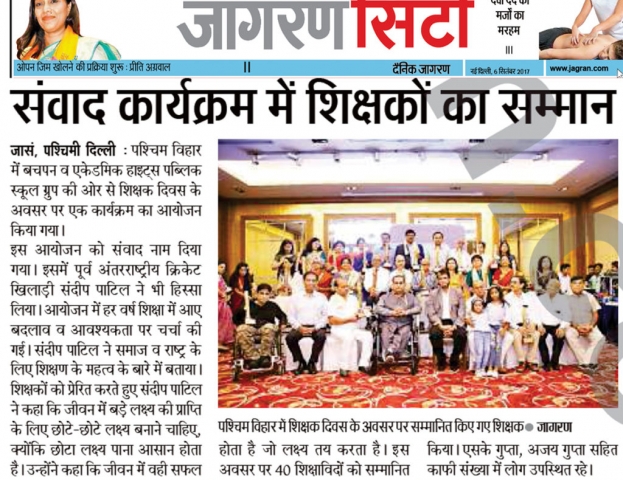 देवा दर्द का
मर्जो का
मरहम
III
जागरण सिटी
ओपन जिम खोलने की प्रक्रिया शुरू : प्रीति अग्रवाल
II
दैनिक जागरण
नई दिल्ली, 6 सितंबर 2017
www.jagran.com
संवाद कार्यक्रम में शिक्षकों का सम्मान
जासं, पश्चिमी दिल्ली : पश्चिम विहार
में बचपन व एकेडमिक हाइट्स पब्लिक
स्कूल ग्रुप की ओर से शिक्षक दिवस के
अवसर पर एक कार्यक्रम का आयोजन
किया गया।
इस आयोजन को संवाद नाम दिया
गया। इसमें पूर्व अंतरराष्ट्रीय क्रिकेट
खिलाड़ी संदीप पाटिल ने भी हिस्सा
लिया। आयोजन में हर वर्ष शिक्षा में आए
बदलाव व आवश्यकता पर चर्चा की
गई। संदीप पाटिल ने समाज व राष्ट्र के
लिए शिक्षण के महत्व के बारे में बताया।
शिक्षकों को प्रेरित करते हुए संदीप पाटिल
ने कहा कि जीवन में बड़े लक्ष्य की प्राप्ति
के लिए छोटे-छोटे लक्ष्य बनाने चाहिए,
क्योंकि छोटा लक्ष्य पाना आसान होता
है। उन्होंने कहा कि जीवन में वही सफल
पश्चिम विहार में शिक्षक दिवस के अवसर पर सम्मानित किए गए शिक्षक ● जागरण
होता है जो लक्ष्य तय करता है। इस
अवसर पर 40 शिक्षाविदों को सम्मानित
किया। एसके गुप्ता, अजय गुप्ता सहित
काफी संख्या में लोग उपस्थित रहे।